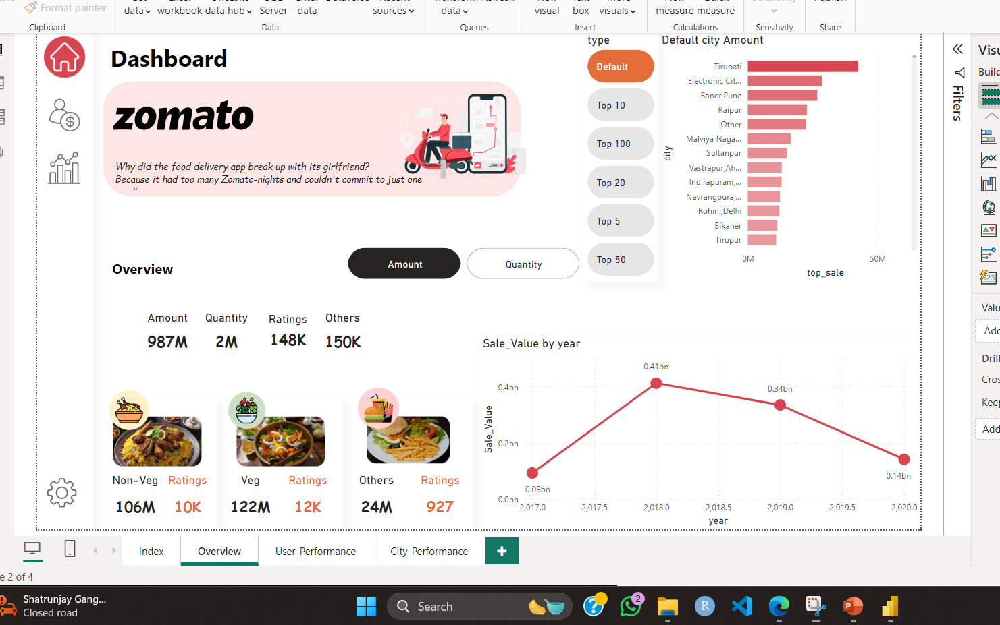 Format painter
data
workbook
data hub
Server
data
sources
data
visual
box
visuals
measure
measure
Clipboard
Data
Queries
Insert
Calculations
Sensitivity
Share
Dashboard
zomato
Why did the food delivery app break up with its girlfriend?
Because it had too many Zomato-nights and couldn't commit to just one
"
type
Default
Top 10
Top 100
Top 20
Top 5
Top 50
Default city Amount
city
Tirupati
Electronic Cit...
Baner,Pune
Raipur
Other
Malviya Naga...
Sultanpur
Vastrapur,Ah...
Indirapuram,...
Navrangpura,...
Rohini,Delhi
Bikaner
Tirupur
0M 50M
top_sale
Filters
Overview
Amount
Quantity
Amount Quantity Ratings Others
987M 2M 148K 150K
Non-Veg Ratings
106M 10K
Veg Ratings
122M 12K
Others Ratings
24M 927
Sale_Value by year
Sale_Value
0.4bn
0.2bn
0.0bn
0.09bn
0.41bn
0.34bn
0.14bn
2,017.0 2,017.5 2,018.0 2,018.5 2,019.0 2,019.5 2,020.0
year
Visu
Build
123
Valu
Add
Drill
Cros
Keep
Add
Index
Overview
User_Performance
City_Performance
+
e 2 of 4
Shatrunjay Gang...
Closed road
Search
?
2
R
P